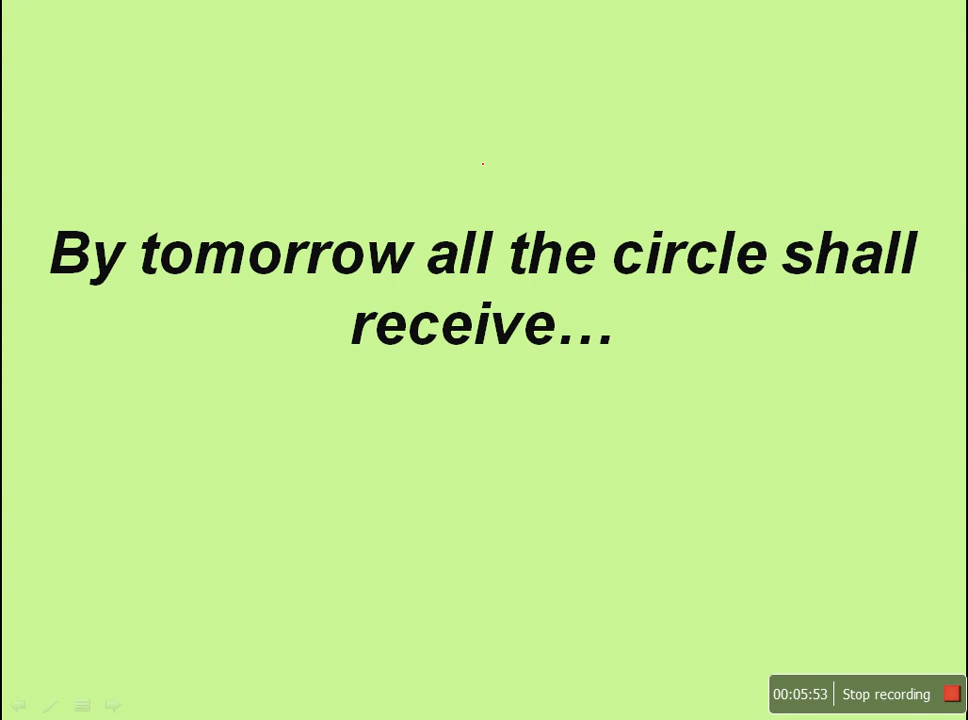 By tomorrow all the circle shall
receive…
00:05:53 Stop recording